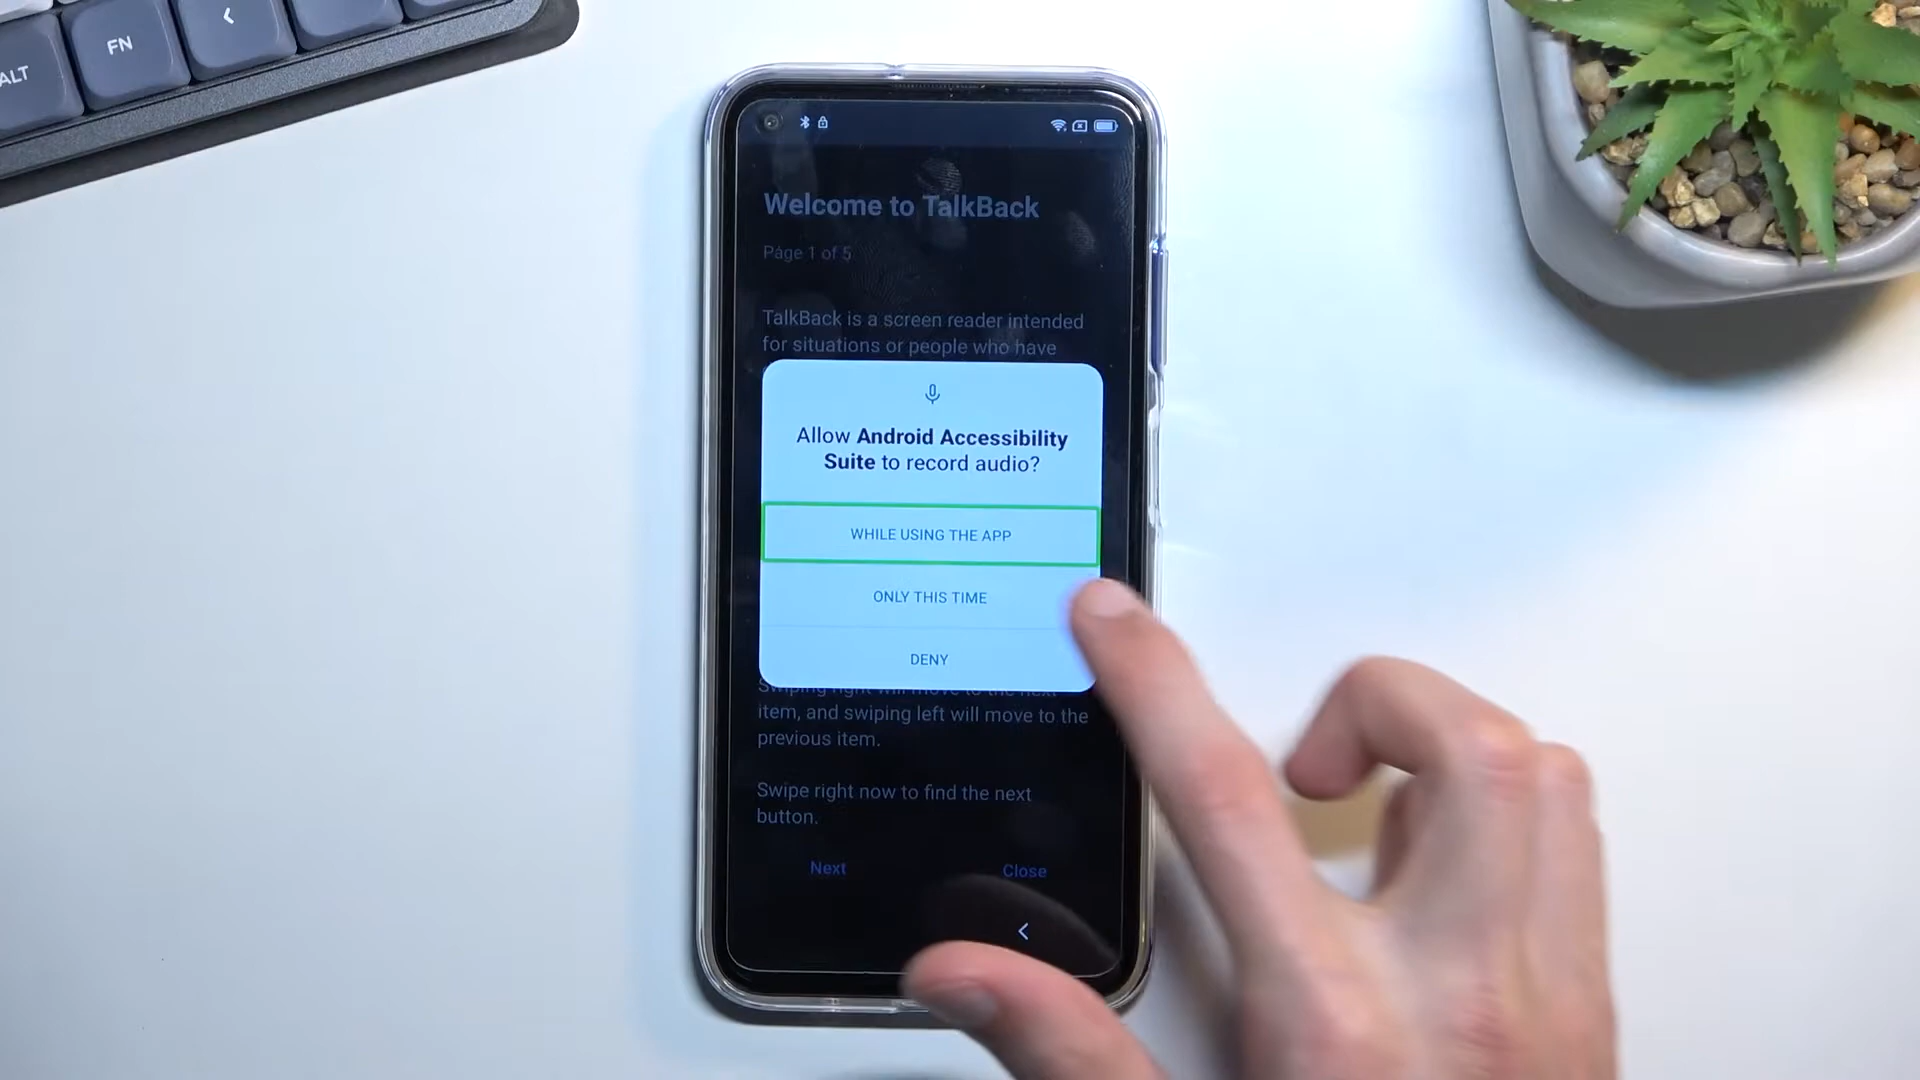 ALT
FN
<
Welcome to TalkBack
Page 1 of 5
TalkBack is a screen reader intended
for situations or people who have
Allow Android Accessibility
Suite to record audio?
WHILE USING THE APP
ONLY THIS TIME
DENY
Swiping right will move to the next
item, and swiping left will move to the
previous item.
Swipe right now to find the next
button.
Next
Close